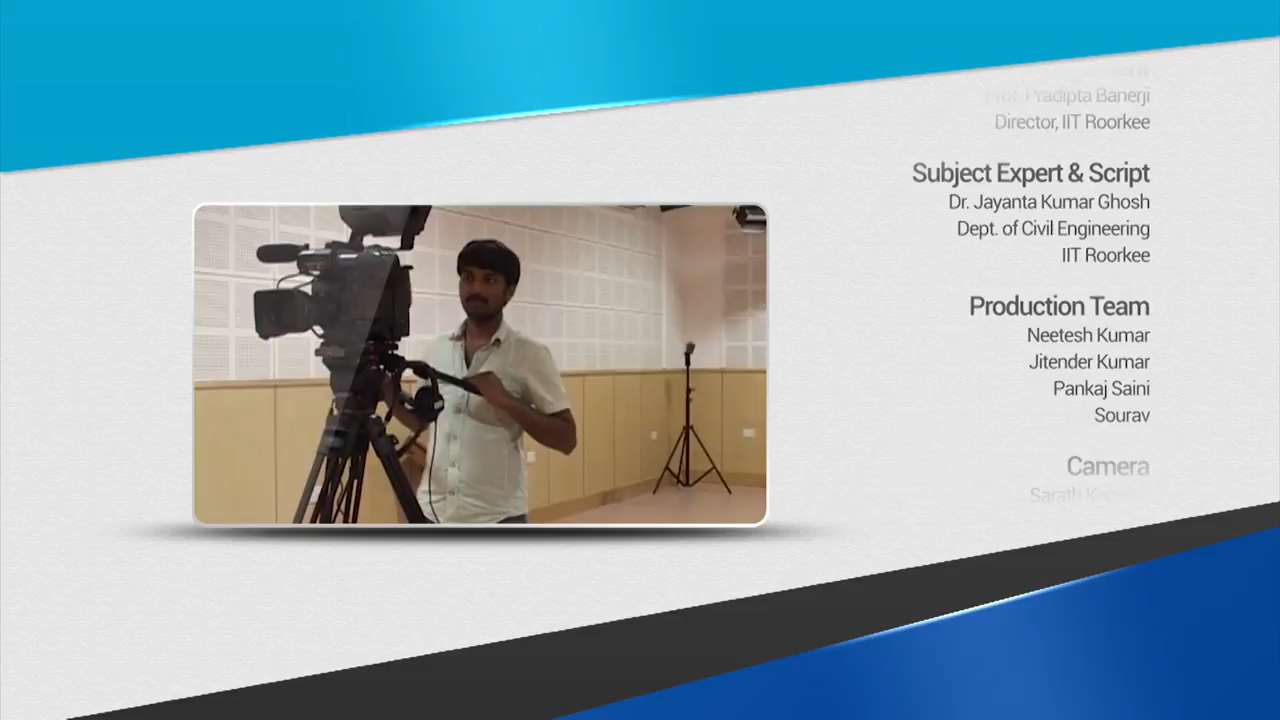 Prof. Pradipta Banerji
Director, IIT Roorkee
Subject Expert & Script
Dr. Jayanta Kumar Ghosh
Dept. of Civil Engineering
IIT Roorkee
Production Team
Neetesh Kumar
Jitender Kumar
Pankaj Saini
Sourav
Camera
Sarath